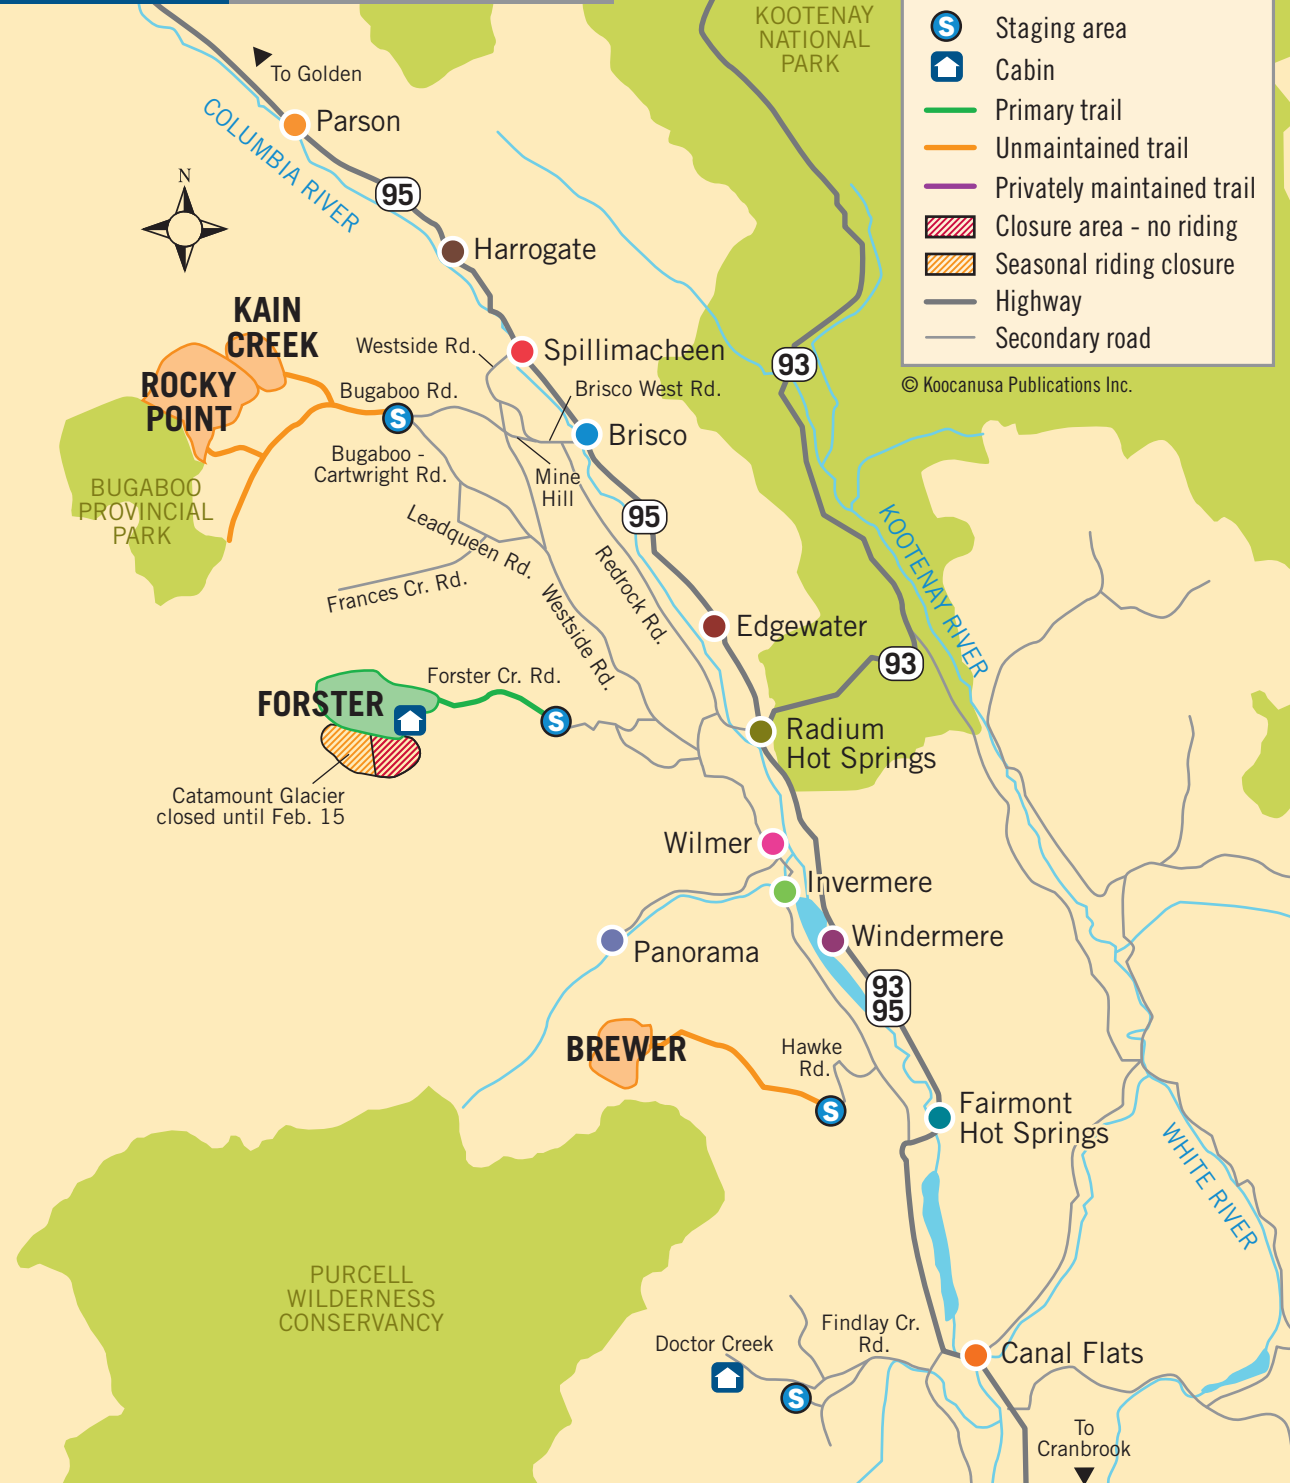 KOOTENAY
NATIONAL
PARK
Staging area
Cabin
Primary trail
Unmaintained trail
Privately maintained trail
Closure area - no riding
Seasonal riding closure
Highway
Secondary road
© Koocanusa Publications Inc.
To Golden
Parson
COLUMBIA RIVER
95
N
Harrogate
KAIN
CREEK
Westside Rd.
Spillimacheen
93
ROCKY
POINT
Bugaboo Rd.
Brisco West Rd.
S
Brisco
Bugaboo -
Cartwright Rd.
Mine
Hill
BUGABOO
PROVINCIAL
PARK
95
Leadqueen Rd.
KOOTENAY RIVER
Frances Cr. Rd.
Redrock Rd.
Westside Rd.
Edgewater
93
Forster Cr. Rd.
FORSTER
S
Radium
Hot Springs
Catamount Glacier
closed until Feb. 15
Wilmer
Invermere
Windermere
Panorama
93
95
BREWER
Hawke
Rd.
S
Fairmont
Hot Springs
WHITE RIVER
PURCELL
WILDERNESS
CONSERVANCY
Findlay Cr.
Rd.
Doctor Creek
Canal Flats
S
To
Cranbrook
S